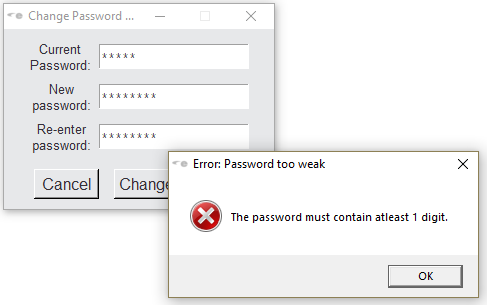 Change Password ...
Current
Password:
*****
New
password:
********
Re-enter
password:
********
Cancel
Change
Error: Password too weak
The password must contain atleast 1 digit.
OK